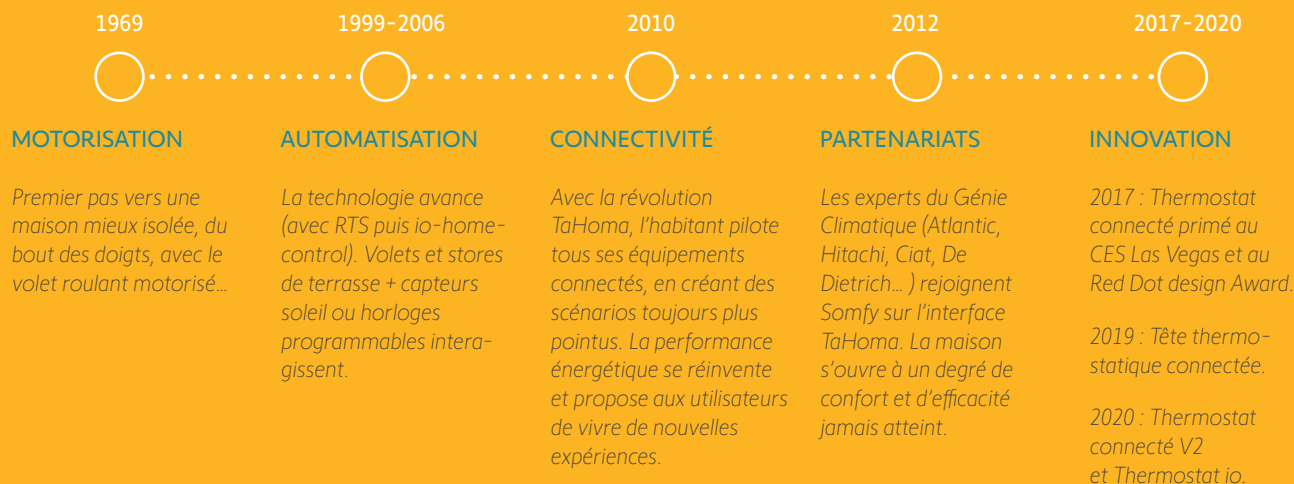 1969
MOTORISATION
Premier pas vers une
maison mieux isolée, du
bout des doigts, avec le
volet roulant motorisé…
1999-2006
AUTOMATISATION
La technologie avance
(avec RTS puis io-home-
control). Volets et stores
de terrasse + capteurs
soleil ou horloges
programmables intera-
gissent.
2010
CONNECTIVITÉ
Avec la révolution
TaHoma, l’habitant pilote
tous ses équipements
connectés, en créant des
scénarios toujours plus
pointus. La performance
énergétique se réinvente
et propose aux utilisateurs
de vivre de nouvelles
expériences.
2012
PARTENARIATS
Les experts du Génie
Climatique (Atlantic,
Hitachi, Ciat, De
Dietrich… ) rejoignent
Somfy sur l’interface
TaHoma. La maison
s’ouvre à un degré de
confort et d’efficacité
jamais atteint.
2017-2020
INNOVATION
2017 : Thermostat
connecté primé au
CES Las Vegas et au
Red Dot design Award.
2019 : Tête thermo-
statique connectée.
2020 : Thermostat
connecté V2
et Thermostat io.